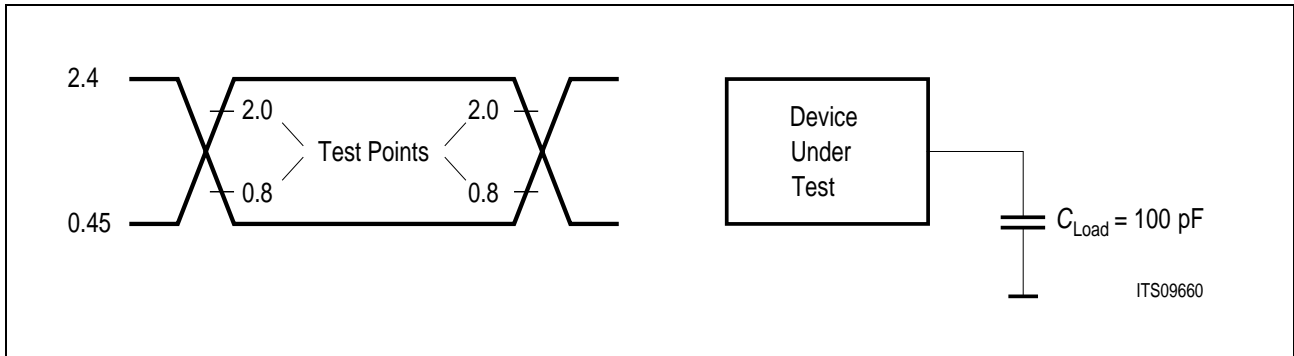 2.4
2.0
2.0
Test Points
0.8
0.8
0.45
Device
Under
Test
C Load = 100 pF
ITS09660